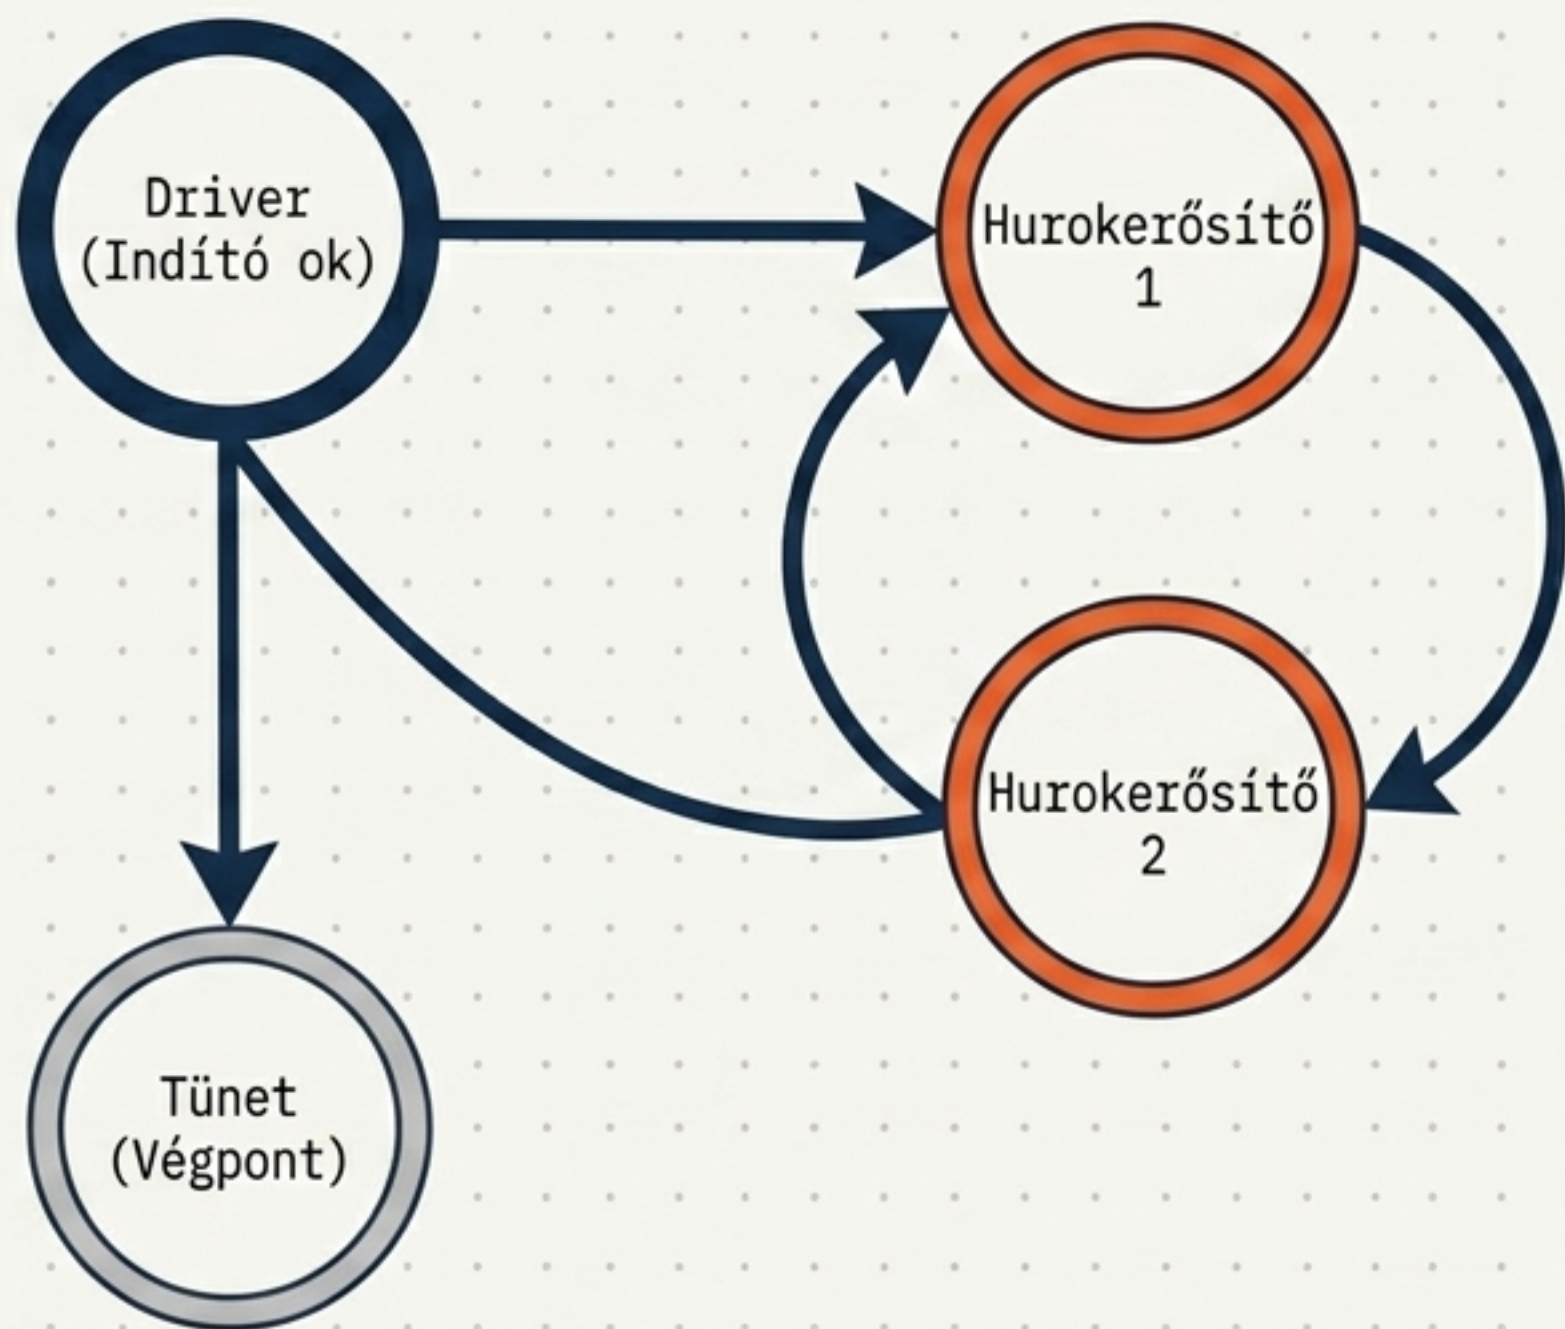 Driver
(Indító ok)
Hurokerősítő
1
Hurokerősítő
2
Tünet
(Végpont)